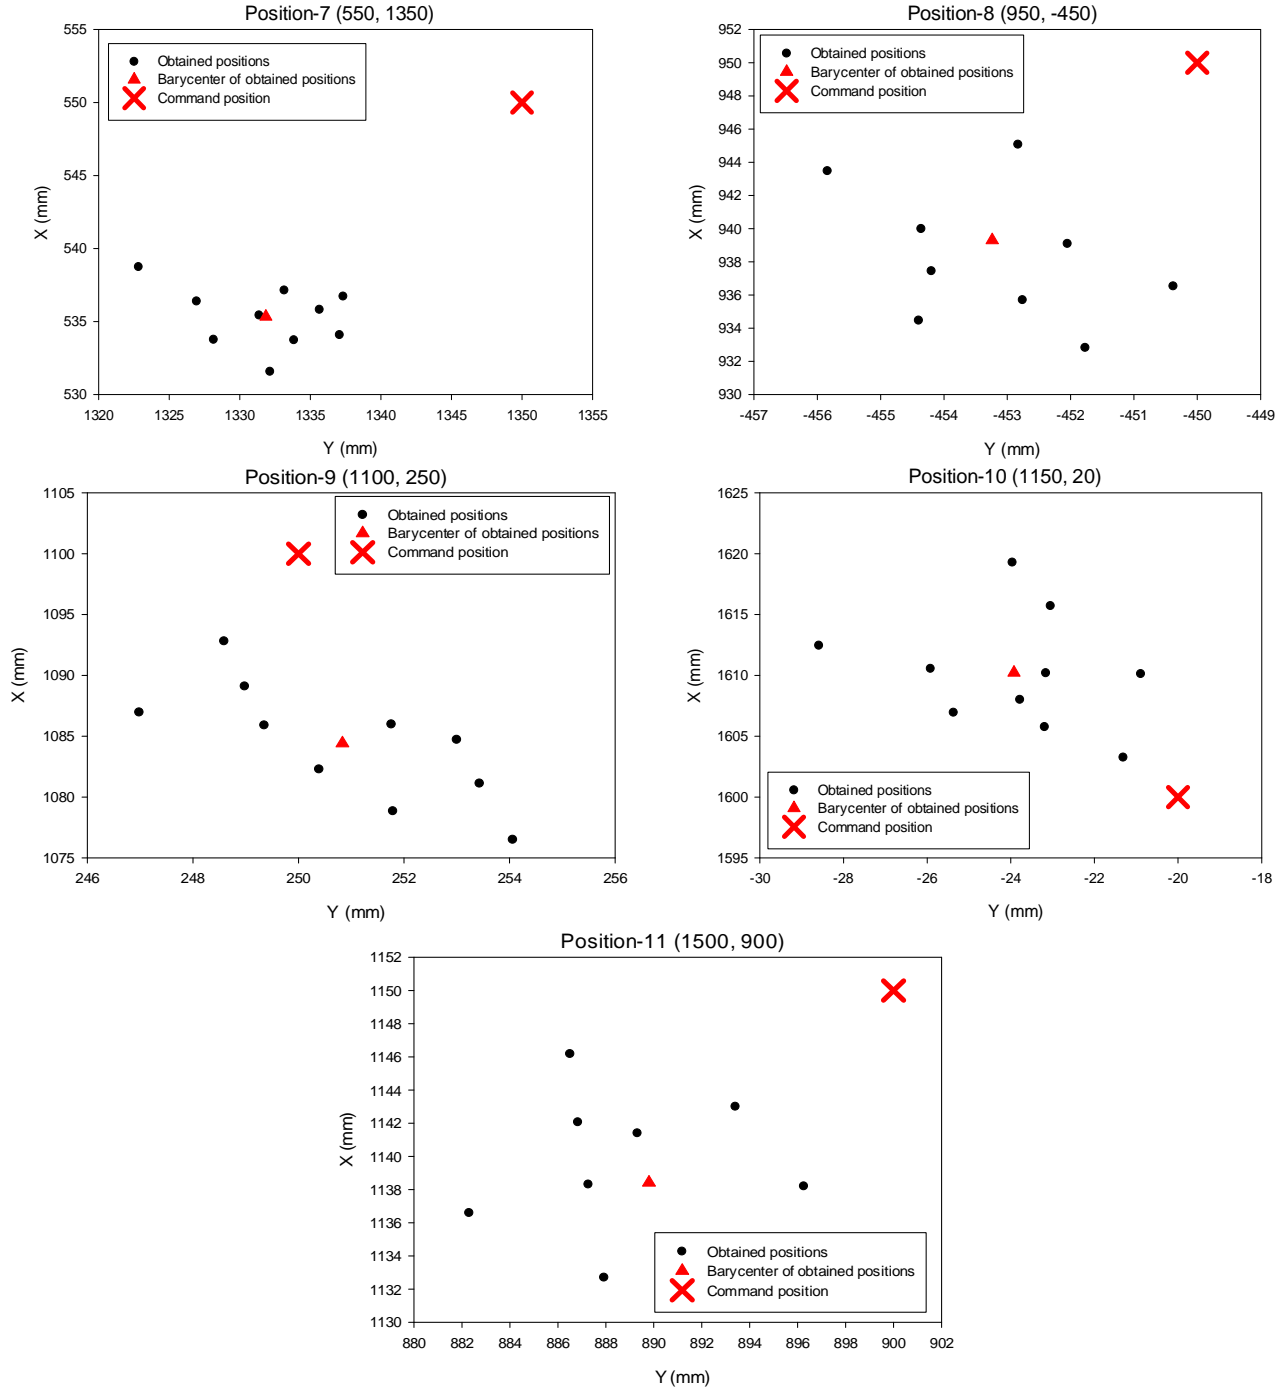 Position-7 (550, 1350)
555
550
545
540
535
530
X (mm)
Obtained positions
Barycenter of obtained positions
Command position
1320 1325 1330 1335 1340 1345 1350 1355
Y (mm)
Position-8 (950, -450)
952
950
948
946
944
942
940
938
936
934
932
930
X (mm)
Obtained positions
Barycenter of obtained positions
Command position
-457 -456 -455 -454 -453 -452 -451 -450 -449
Y (mm)
Position-9 (1100, 250)
1105
1100
1095
1090
1085
1080
1075
X (mm)
Obtained positions
Barycenter of obtained positions
Command position
246 248 250 252 254 256
Y (mm)
Position-10 (1150, 20)
1625
1620
1615
1610
1605
1600
1595
X (mm)
Obtained positions
Barycenter of obtained positions
Command position
-30 -28 -26 -24 -22 -20 -18
Y (mm)
Position-11 (1500, 900)
1152
1150
1148
1146
1144
1142
1140
1138
1136
1134
1132
1130
X (mm)
Obtained positions
Barycenter of obtained positions
Command position
880 882 884 886 888 890 892 894 896 898 900 902
Y (mm)